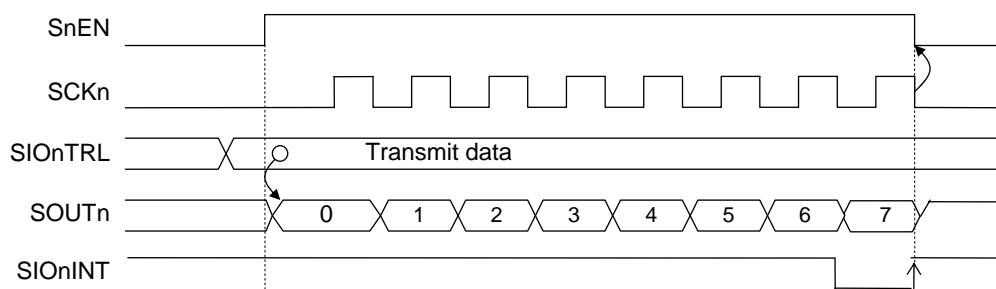 SnEN
SCKn
SIOnTRL
Transmit data
SOUTn
0 1 2 3 4 5 6 7
SIOnINT